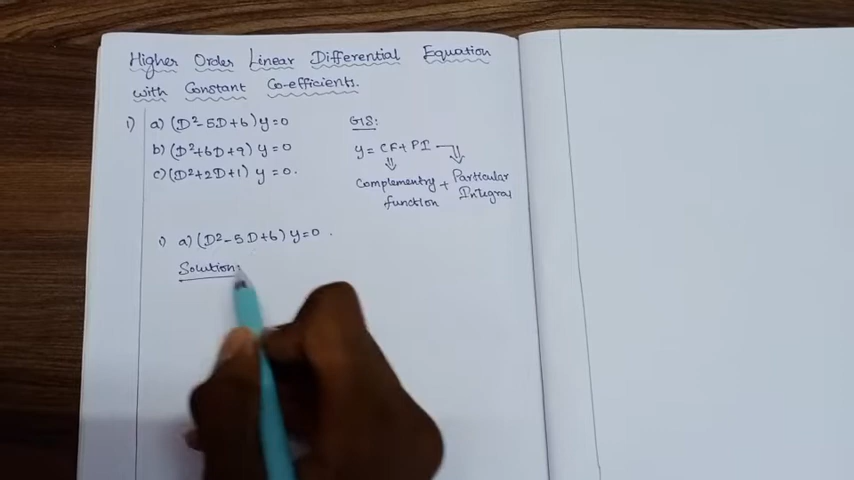 Higher Order Linear Differential Equation
with Constant Co-efficients.
1) a) (D²-5D+6)y=0
b) (D²+6D+9) y=0
c) (D²+2D+1) y=0.
G.S:
y= CF+PI
Complementry + Particular
function Integral
1) a) (D²-5D+6) y=0.
Solution: